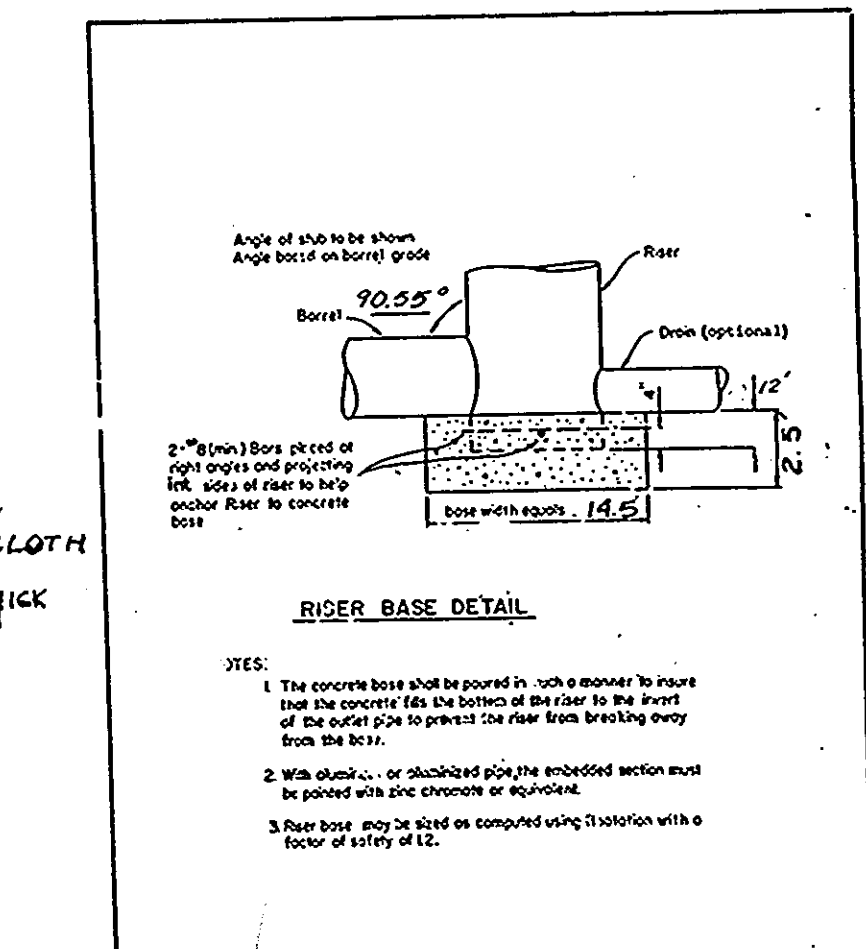 Angle of stub to be shown
Angle based on barrel grade
90.55°
Barrel
Riser
Drain (optional)
4"
12"
2.5'
2-#8 (min) Bars placed at
right angles and projecting
into sides of riser to help
anchor Riser to concrete
base
base width equals 14.5'
CLOTH
RISER BASE DETAIL
NOTES:
1. The concrete base shall be poured in such a manner to insure
that the concrete fills the bottom of the riser to the invert
of the outlet pipe to prevent the riser from breaking away
from the base.
2. With aluminum or aluminized pipe, the embedded section must
be painted with zinc chromate or equivalent.
3. Riser base may be sized as computed using flotation with a
factor of safety of 1.2.